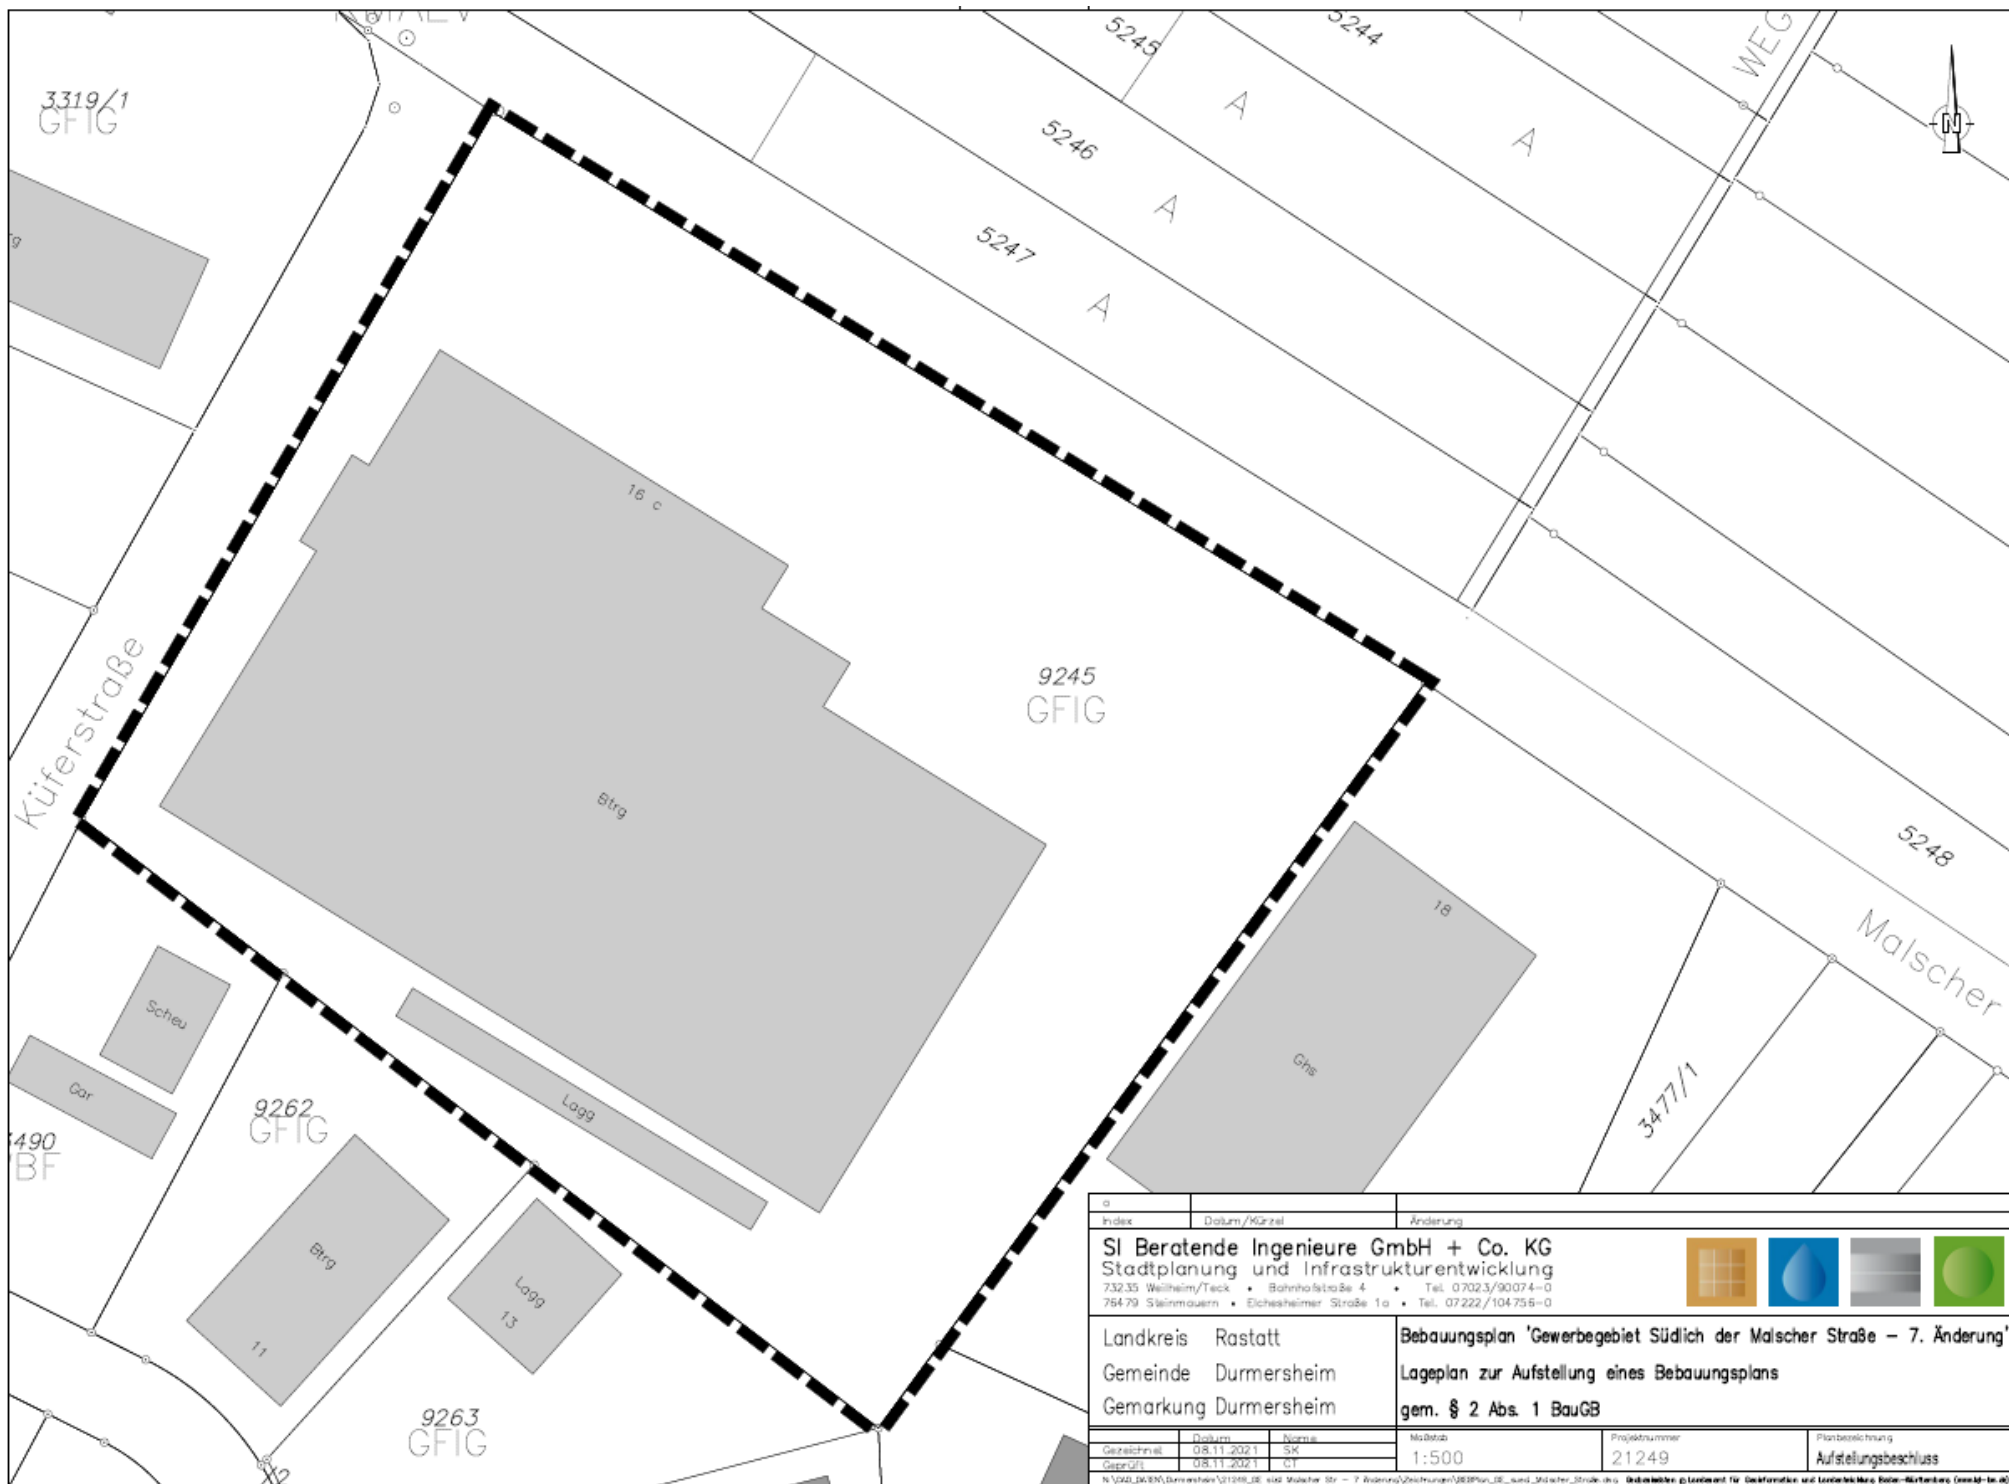 3319/1
GFIG
5245
5244
WEG
A
5246
A
A
5247
A
N
16 c
9245
GFIG
Küferstraße
Btrg
5248
18
Malscher
Scheu
Ghs
Gar
Lagg
9262
GFIG
3477/1
BF
Btrg
Lagg
13
11
9263
GFIG
Index Datum/Kürzel Änderung
SI Beratende Ingenieure GmbH + Co. KG
Stadtplanung und Infrastrukturentwicklung
73235 Weilheim/Teck • Bahnhofstraße 4 • Tel. 07023/90074-0
76479 Steinmauern • Elchesheimer Straße 1a • Tel. 07222/104756-0
Landkreis Rastatt
Gemeinde Durmersheim
Gemarkung Durmersheim
Bebauungsplan 'Gewerbegebiet Südlich der Malscher Straße – 7. Änderung'
Lageplan zur Aufstellung eines Bebauungsplans
gem. § 2 Abs. 1 BauGB
Datum Name
Gezeichnet 08.11.2021 SK
Geprüft 08.11.2021 CT
Maßstab
1:500
Projektnummer
21249
Planbezeichnung
Aufstellungsbeschluss